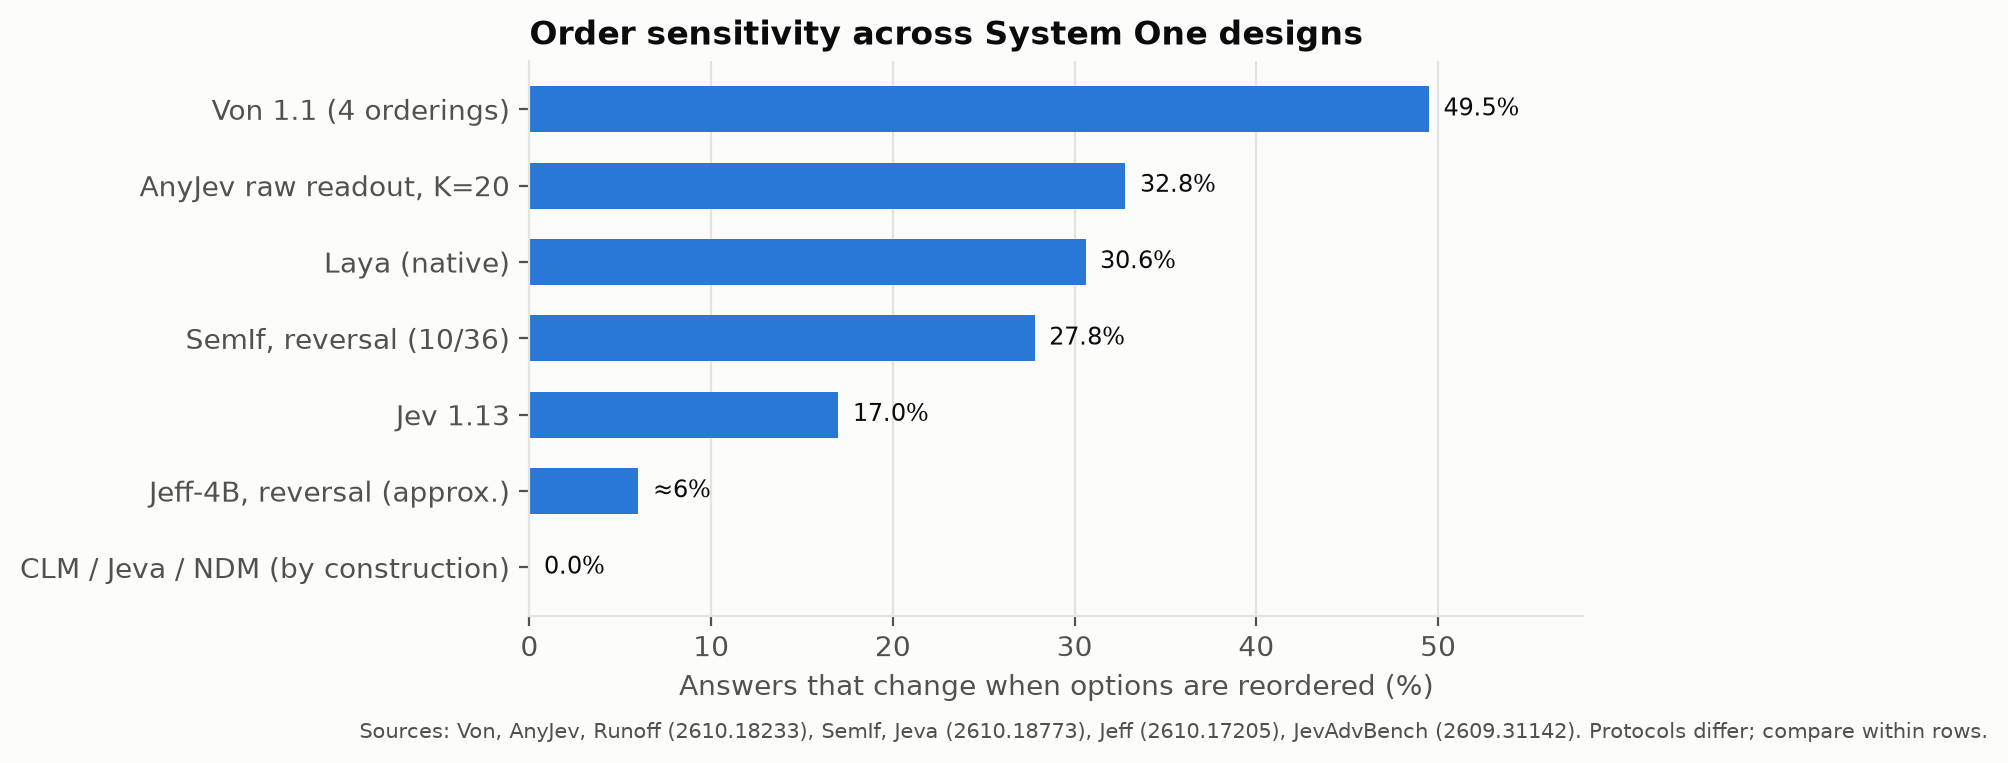 Order sensitivity across System One designs
Von 1.1 (4 orderings)
49.5%
AnyJev raw readout, K=20
32.8%
Laya (native)
30.6%
SemIf, reversal (10/36)
27.8%
Jev 1.13
17.0%
Jeff-4B, reversal (approx.)
≈6%
CLM / Jeva / NDM (by construction)
0.0%
0 10 20 30 40 50
Answers that change when options are reordered (%)
Sources: Von, AnyJev, Runoff (2610.18233), SemIf, Jeva (2610.18773), Jeff (2610.17205), JevAdvBench (2609.31142). Protocols differ; compare within rows.